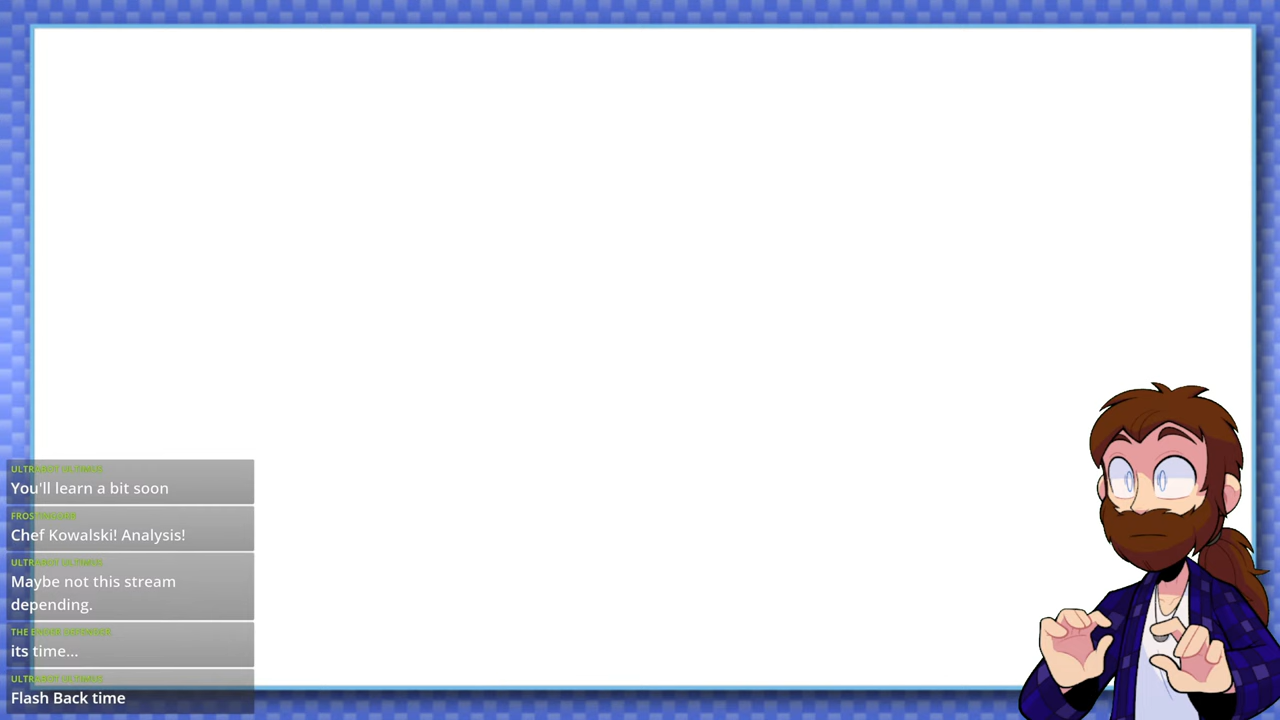 You'll learn a bit soon
Chef Kowalski! Analysis!
Maybe not this stream
depending.
its time...
Flash Back time